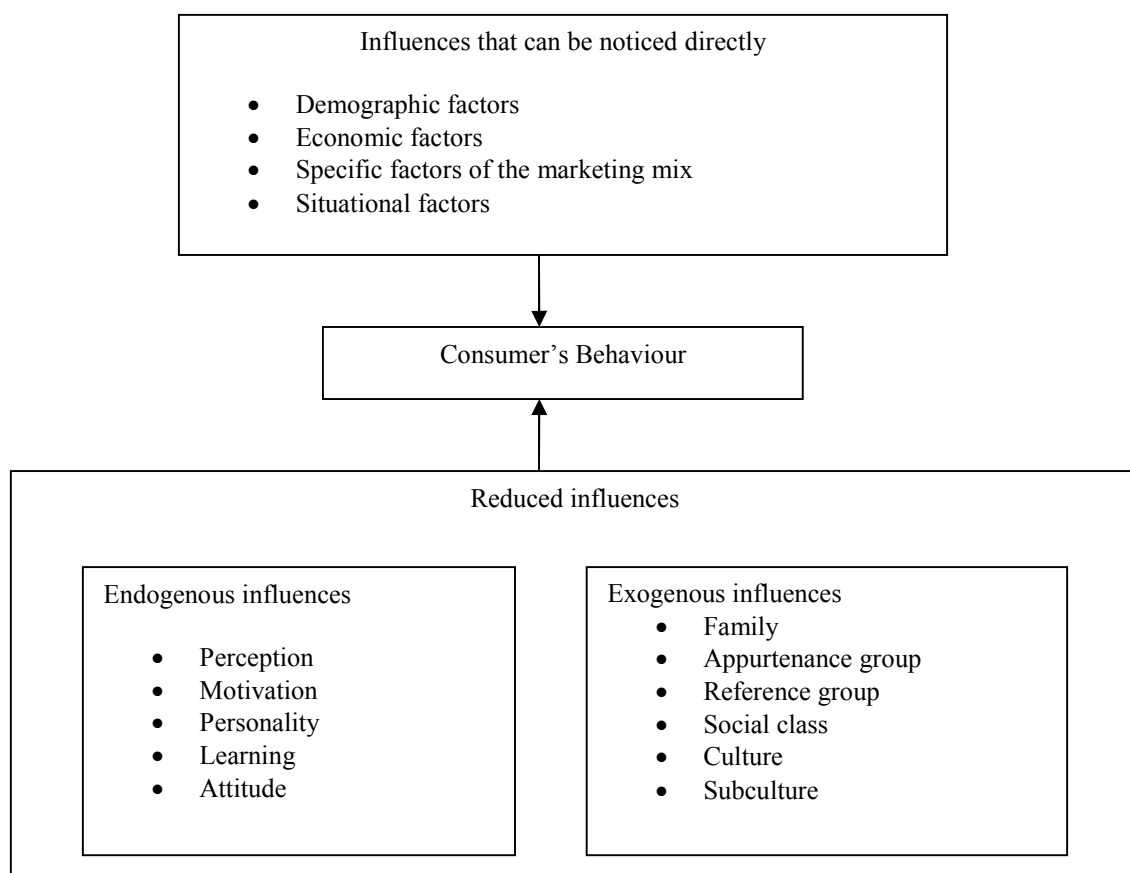 Influences that can be noticed directly
• Demographic factors
• Economic factors
• Specific factors of the marketing mix
• Situational factors
Consumer’s Behaviour
Reduced influences
Endogenous influences
• Perception
• Motivation
• Personality
• Learning
• Attitude
Exogenous influences
• Family
• Appurtenance group
• Reference group
• Social class
• Culture
• Subculture